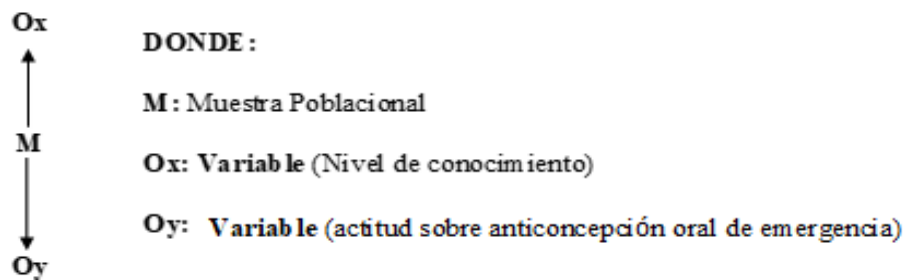 Ox
DONDE:
M: Muestra Poblacional
M
Ox: Variable (Nivel de conocimiento)
Oy: Variable (actitud sobre anticoncepción oral de emergencia)
Oy